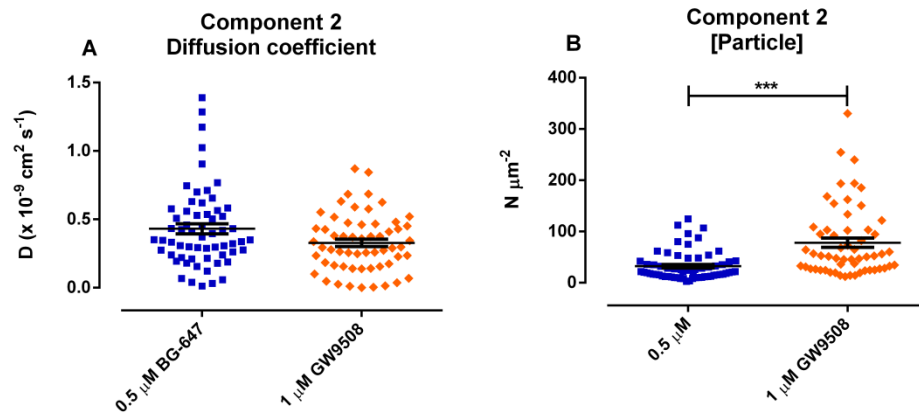 A
Component 2
Diffusion coefficient
D (x 10⁻⁹ cm² s⁻¹)
1.5
1.0
0.5
0.0
0.5 µM BG-647
1 µM GW9508
B
Component 2
[Particle]
N µm⁻²
400
300
200
100
0
***
0.5 µM
1 µM GW9508